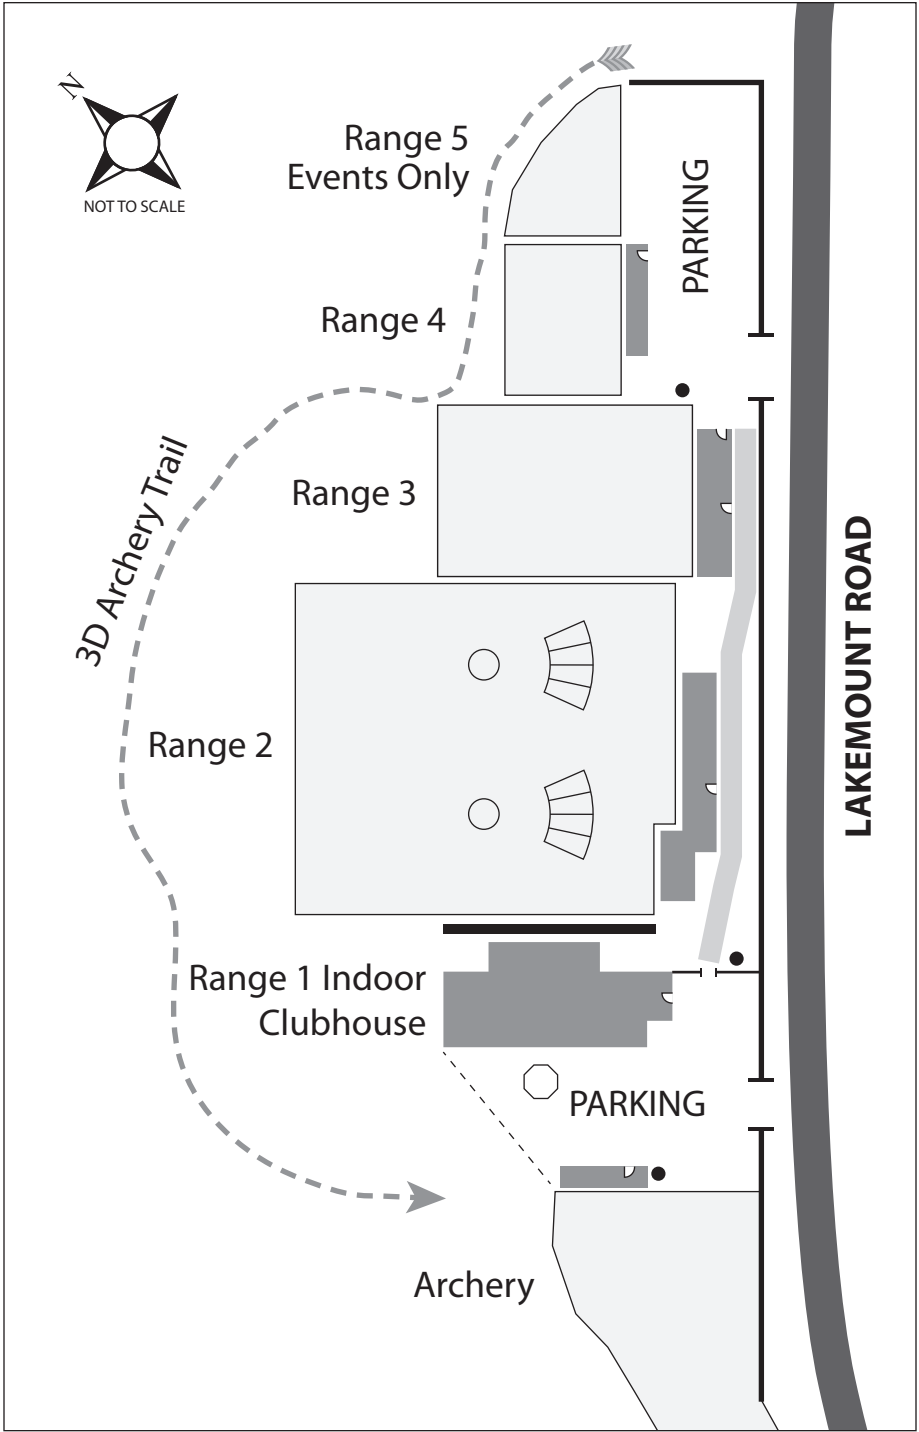 N
NOT TO SCALE
Range 5
Events Only
PARKING
Range 4
Range 3
3D Archery Trail
LAKEMOUNT ROAD
Range 2
Range 1 Indoor
Clubhouse
PARKING
Archery